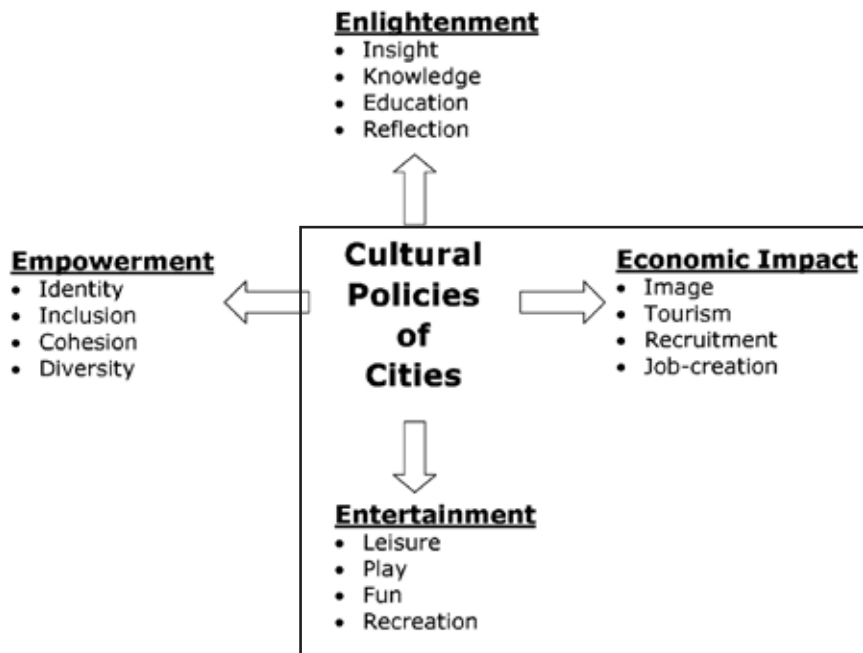 Enlightenment
• Insight
• Knowledge
• Education
• Reflection
Empowerment
• Identity
• Inclusion
• Cohesion
• Diversity
Cultural
Policies
of
Cities
Economic Impact
• Image
• Tourism
• Recruitment
• Job-creation
Entertainment
• Leisure
• Play
• Fun
• Recreation